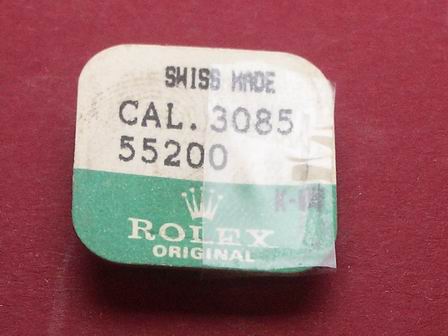 SWISS MADE
CAL. 3085
55200
ROLEX
ORIGINAL